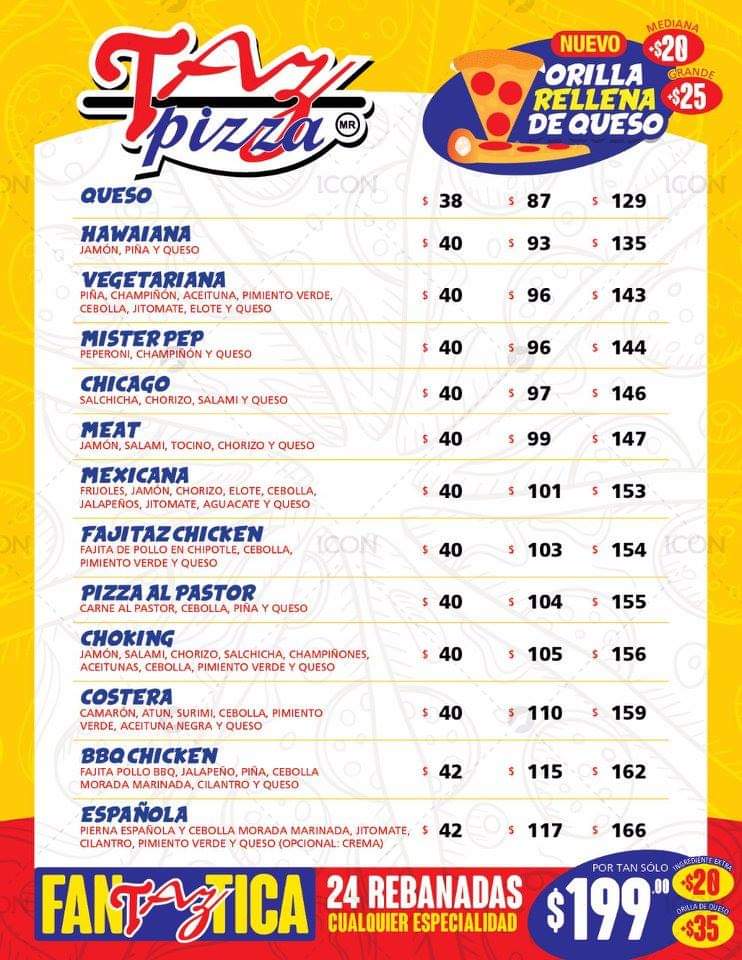 TAZ
pizza MR
NUEVO
ORILLA
RELLENA
DE QUESO
MEDIANA
+$20
GRANDE
+$25
ICON ICON
QUESO $ 38 $ 87 $ 129
HAWAIANA $ 40 $ 93 $ 135
JAMÓN, PIÑA Y QUESO
VEGETARIANA
PIÑA, CHAMPIÑÓN, ACEITUNA, PIMIENTO VERDE, $ 40 $ 96 $ 143
CEBOLLA, JITOMATE, ELOTE Y QUESO
MISTER PEP $ 40 $ 96 $ 144
PEPERONI, CHAMPIÑÓN Y QUESO
CHICAGO $ 40 $ 97 $ 146
SALCHICHA, CHORIZO, SALAMI Y QUESO
MEAT $ 40 $ 99 $ 147
JAMÓN, SALAMI, TOCINO, CHORIZO Y QUESO
MEXICANA
FRIJOLES, JAMÓN, CHORIZO, ELOTE, CEBOLLA, $ 40 $ 101 $ 153
JALAPEÑOS, JITOMATE, AGUACATE Y QUESO
FAJITAZ CHICKEN
FAJITA DE POLLO EN CHIPOTLE, CEBOLLA, $ 40 $ 103 $ 154
PIMIENTO VERDE Y QUESO
ICON ICON
PIZZA AL PASTOR $ 40 $ 104 $ 155
CARNE AL PASTOR, CEBOLLA, PIÑA Y QUESO
CHOKING
JAMÓN, SALAMI, CHORIZO, SALCHICHA, CHAMPIÑONES, $ 40 $ 105 $ 156
ACEITUNAS, CEBOLLA, PIMIENTO VERDE Y QUESO
COSTERA
CAMARÓN, ATUN, SURIMI, CEBOLLA, PIMIENTO $ 40 $ 110 $ 159
VERDE, ACEITUNA NEGRA Y QUESO
BBQ CHICKEN
FAJITA POLLO BBQ, JALAPEÑO, PIÑA, CEBOLLA $ 42 $ 115 $ 162
MORADA MARINADA, CILANTRO Y QUESO
ESPAÑOLA
PIERNA ESPAÑOLA Y CEBOLLA MORADA MARINADA, JITOMATE, $ 42 $ 117 $ 166
CILANTRO, PIMIENTO VERDE Y QUESO (OPCIONAL: CREMA)
FANTAZTICA
24 REBANADAS
CUALQUIER ESPECIALIDAD
POR TAN SÓLO
$199.00
INGREDIENTE EXTRA
+$20
ORILLA DE QUESO
+$35